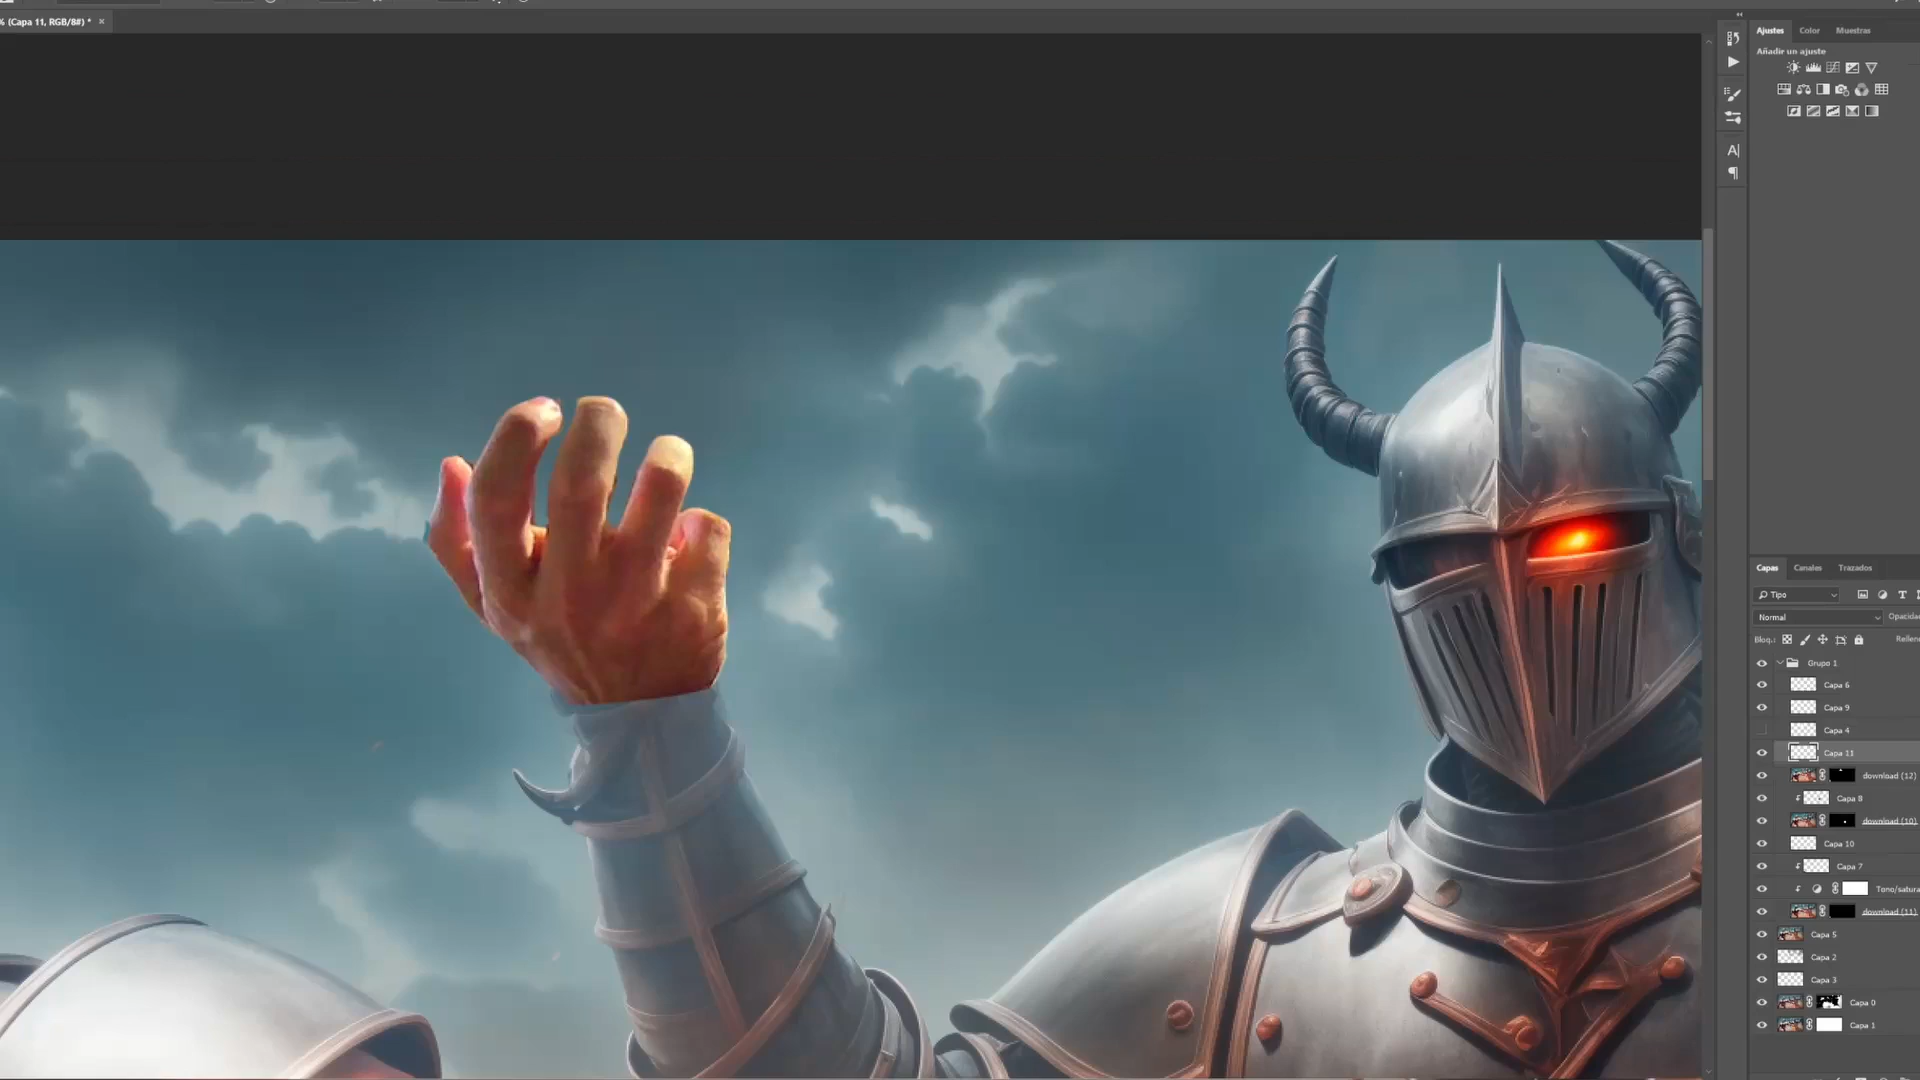 % (Capa 11, RGB/8#) *
Ajustes Color Muestras
Añadir un ajuste
Capas Canales Trazados
Tipo
Normal Opacidad
Bloq.: Rellen
Grupo 1
Capa 6
Capa 9
Capa 4
Capa 11
download (12)
Capa 8
download (10)
Capa 10
Capa 7
Tono/satura
download (11)
Capa 5
Capa 2
Capa 3
Capa 0
Capa 1